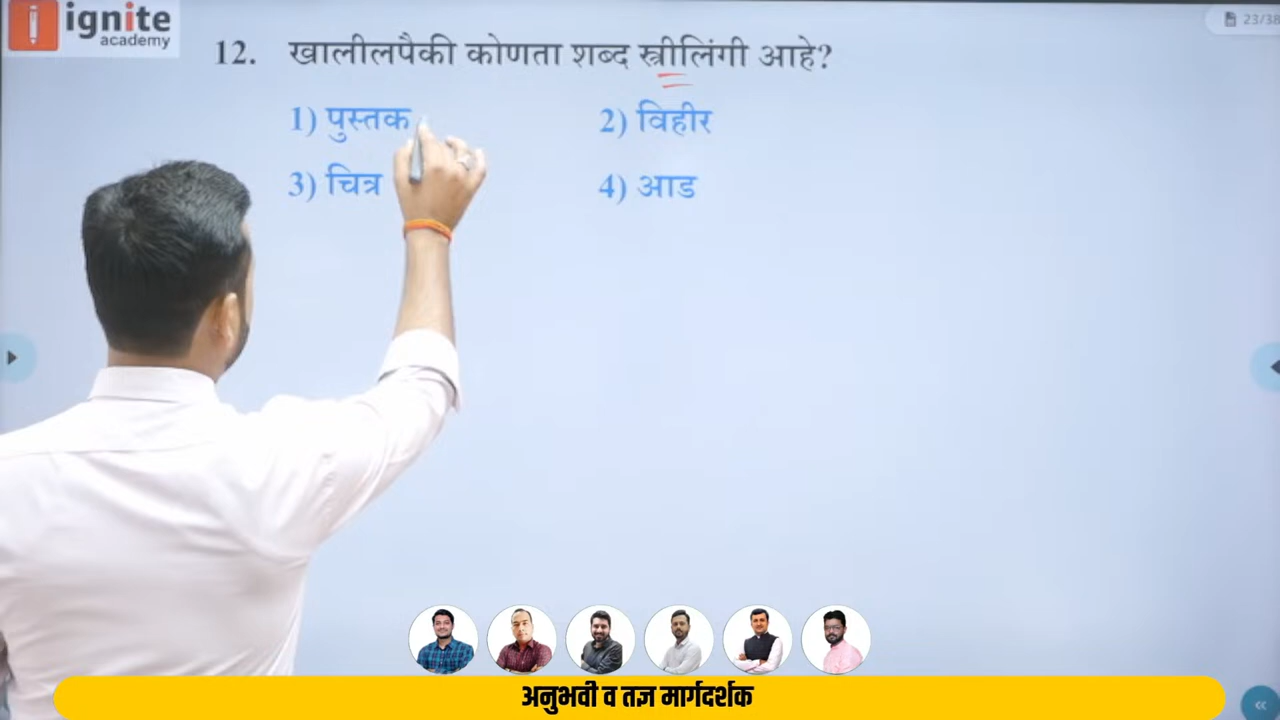 ignite
academy
23/38
12. खालीलपैकी कोणता शब्द स्त्रीलिंगी आहे?
1) पुस्तक 2) विहीर
3) चित्र 4) आड
अनुभवी व तज्ञ मार्गदर्शक